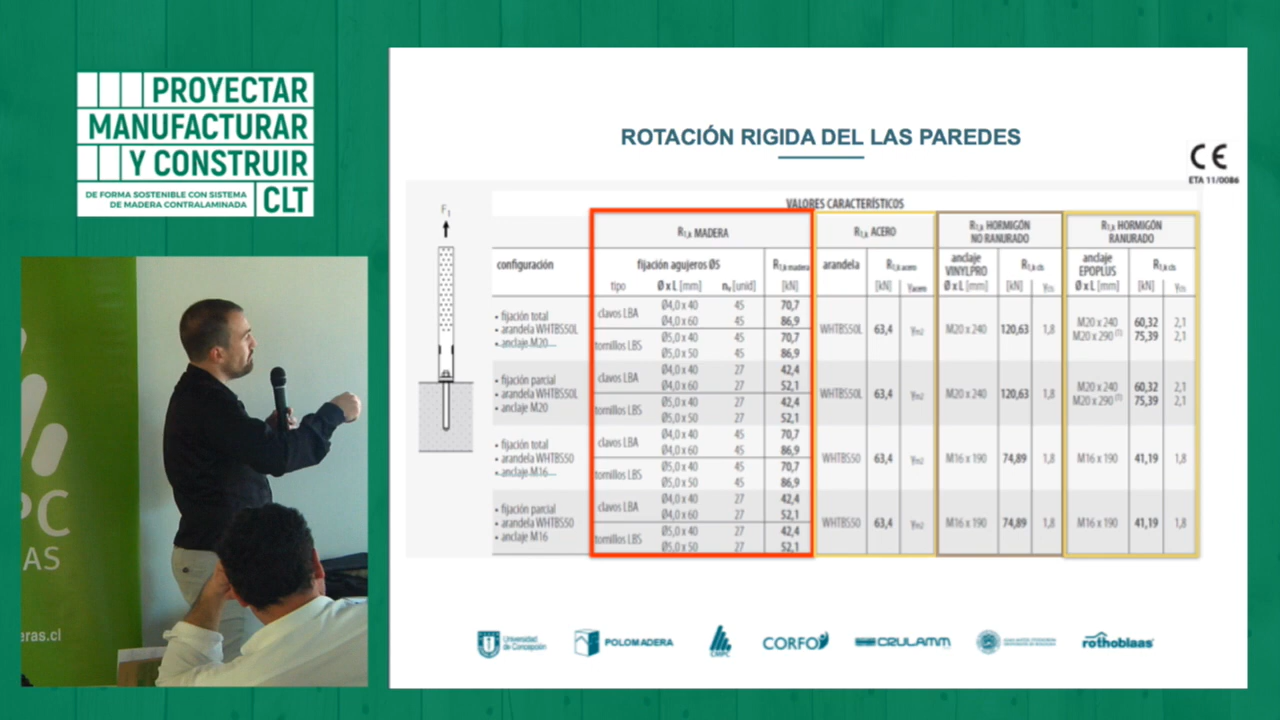 PROYECTAR
MANUFACTURAR
Y CONSTRUIR
DE FORMA SOSTENIBLE CON SISTEMA
DE MADERA CONTRALAMINADA
CLT
PC
AS
eras.cl
ROTACIÓN RIGIDA DEL LAS PAREDES
CE
ETA 11/0086
F1
VALORES CARACTERÍSTICOS
R1,k MADERA R1,k ACERO R1,k HORMIGÓN NO RANURADO R1,k HORMIGÓN RANURADO
configuración fijación agujeros Ø5 R1,k madera arandela R1,k acero anclaje VINYLPRO R1,k cls anclaje EPOPLUS R1,k cls
tipo Ø x L [mm] nv [unid] [kN] [kN] γacero Ø x L [mm] [kN] γcls Ø x L [mm] [kN] γcls
• fijación total
• arandela WHTBS50L
• anclaje M20
clavos LBA Ø4,0 x 40 45 70,7
Ø4,0 x 60 45 86,9
tornillos LBS Ø5,0 x 40 45 70,7
Ø5,0 x 50 45 86,9
WHTBS50L 63,4 γm2 M20 x 240 120,63 1,8
M20 x 240 60,32 2,1
M20 x 290 (1) 75,39 2,1
• fijación parcial
• arandela WHTBS50L
• anclaje M20
clavos LBA Ø4,0 x 40 27 42,4
Ø4,0 x 60 27 52,1
tornillos LBS Ø5,0 x 40 27 42,4
Ø5,0 x 50 27 52,1
WHTBS50L 63,4 γm2 M20 x 240 120,63 1,8
M20 x 240 60,32 2,1
M20 x 290 (1) 75,39 2,1
• fijación total
• arandela WHTBS50
• anclaje M16
clavos LBA Ø4,0 x 40 45 70,7
Ø4,0 x 60 45 86,9
tornillos LBS Ø5,0 x 40 45 70,7
Ø5,0 x 50 45 86,9
WHTBS50 63,4 γm2 M16 x 190 74,89 1,8 M16 x 190 41,19 1,8
• fijación parcial
• arandela WHTBS50
• anclaje M16
clavos LBA Ø4,0 x 40 27 42,4
Ø4,0 x 60 27 52,1
tornillos LBS Ø5,0 x 40 27 42,4
Ø5,0 x 50 27 52,1
WHTBS50 63,4 γm2 M16 x 190 74,89 1,8 M16 x 190 41,19 1,8
Universidad
de Concepción
POLOMADERA
CMPC
CORFO
CRULAMM
rothoblaas